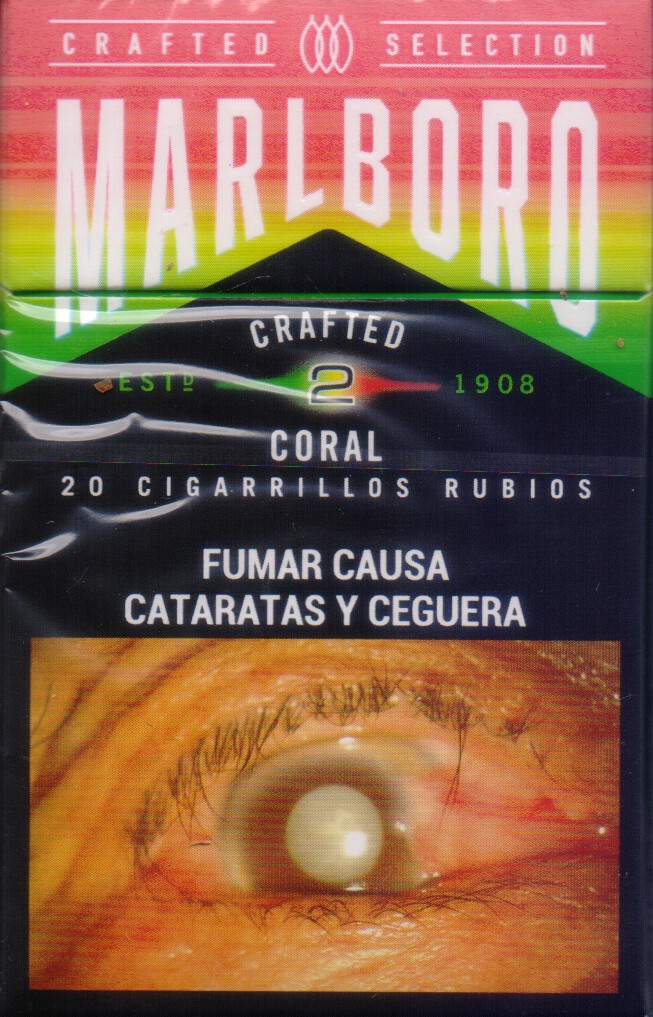 CRAFTED SELECTION
MARLBORO
CRAFTED
ESTD 2 1908
CORAL
20 CIGARRILLOS RUBIOS
FUMAR CAUSA
CATARATAS Y CEGUERA